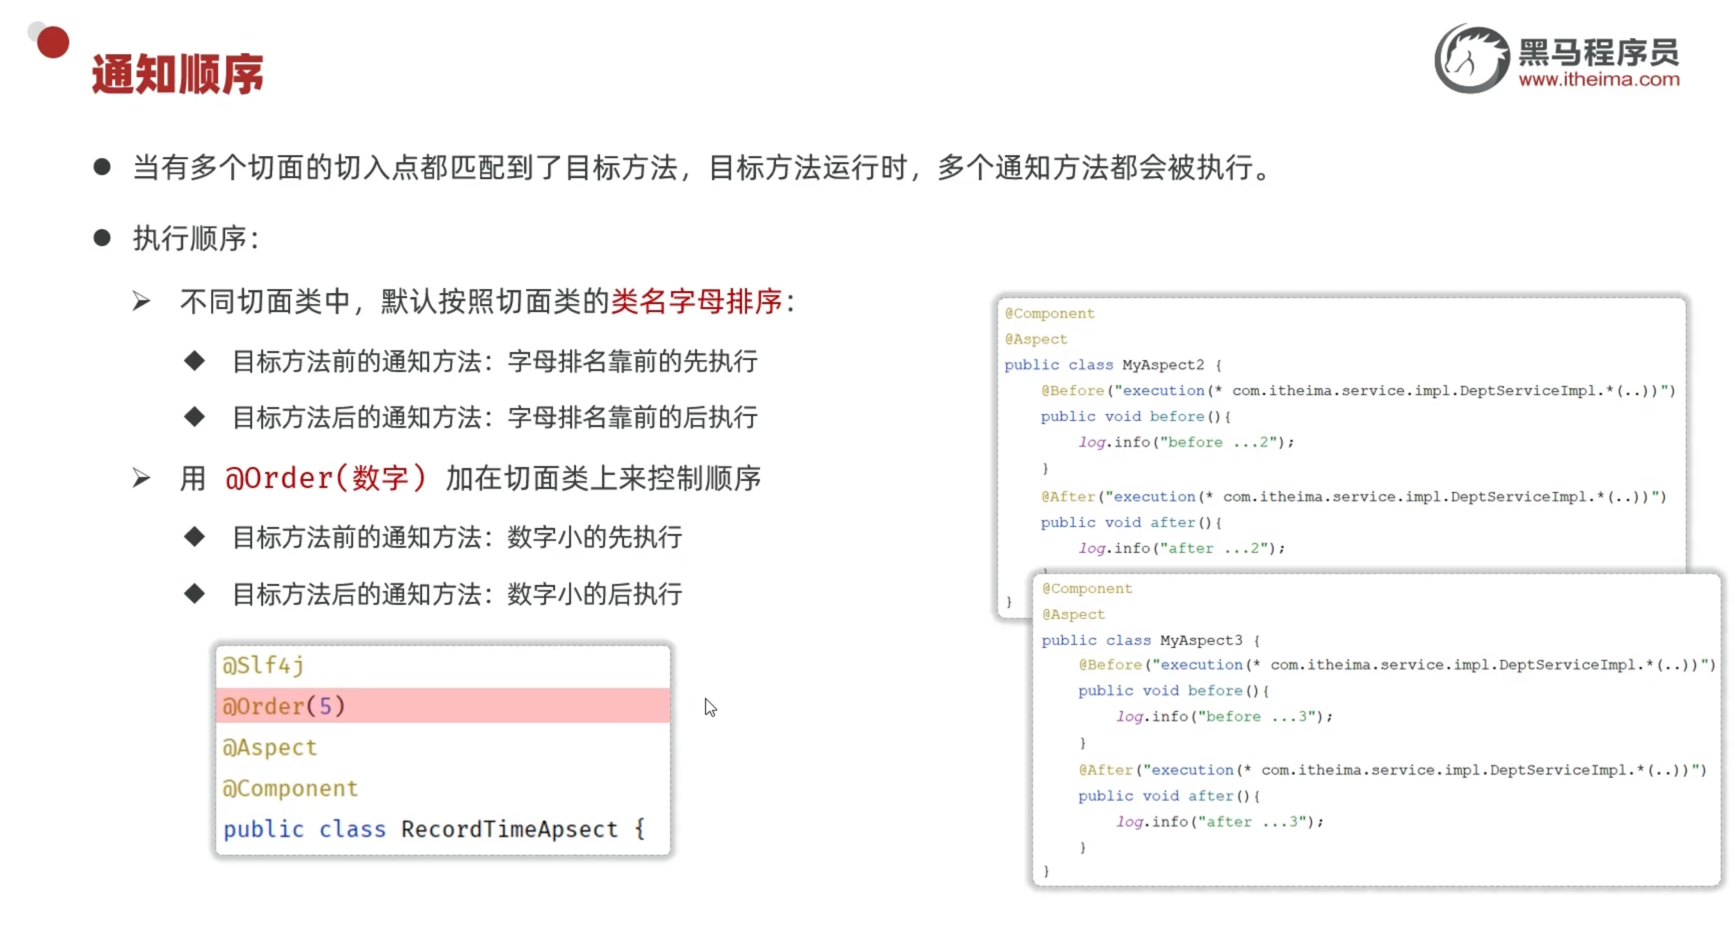 通知顺序
黑马程序员
www.itheima.com
当有多个切面的切入点都匹配到了目标方法，目标方法运行时，多个通知方法都会被执行。
执行顺序：
不同切面类中，默认按照切面类的类名字母排序：
目标方法前的通知方法：字母排名靠前的先执行
目标方法后的通知方法：字母排名靠前的后执行
用 @Order(数字) 加在切面类上来控制顺序
目标方法前的通知方法：数字小的先执行
目标方法后的通知方法：数字小的后执行
@Slf4j
@Order(5)
@Aspect
@Component
public class RecordTimeApsect {
@Component
@Aspect
public class MyAspect2 {
@Before("execution(* com.itheima.service.impl.DeptServiceImpl.*(..))")
public void before(){
log.info("before ...2");
}
@After("execution(* com.itheima.service.impl.DeptServiceImpl.*(..))")
public void after(){
log.info("after ...2");
}
}
@Component
@Aspect
public class MyAspect3 {
@Before("execution(* com.itheima.service.impl.DeptServiceImpl.*(..))")
public void before(){
log.info("before ...3");
}
@After("execution(* com.itheima.service.impl.DeptServiceImpl.*(..))")
public void after(){
log.info("after ...3");
}
}